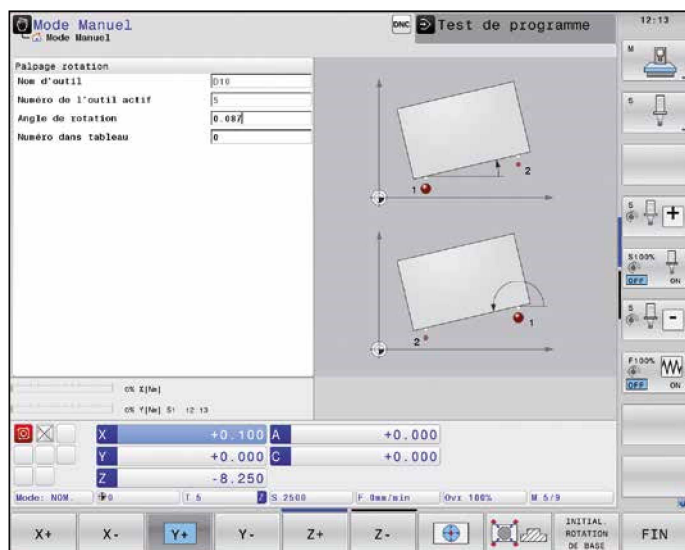 Mode Manuel
Mode Manuel
DNC
Test de programme
12:13
Palpage rotation
Nom d'outil D10
Numéro de l'outil actif 5
Angle de rotation 0.087
Numéro dans tableau 0
1
2
2
1
M
S
S
+
S100%
OFF ON
S
-
F100%
OFF ON
0% X[Nm]
0% Y[Nm] S1 12:13
X +0.100 A +0.000
Y +0.000 C +0.000
Z -8.250
Mode: NOM. 0 T 5 Z S 2500 F 0mm/min Ovr 100% M 5/9
X+ X- Y+ Y- Z+ Z- INITIAL. ROTATION DE BASE FIN